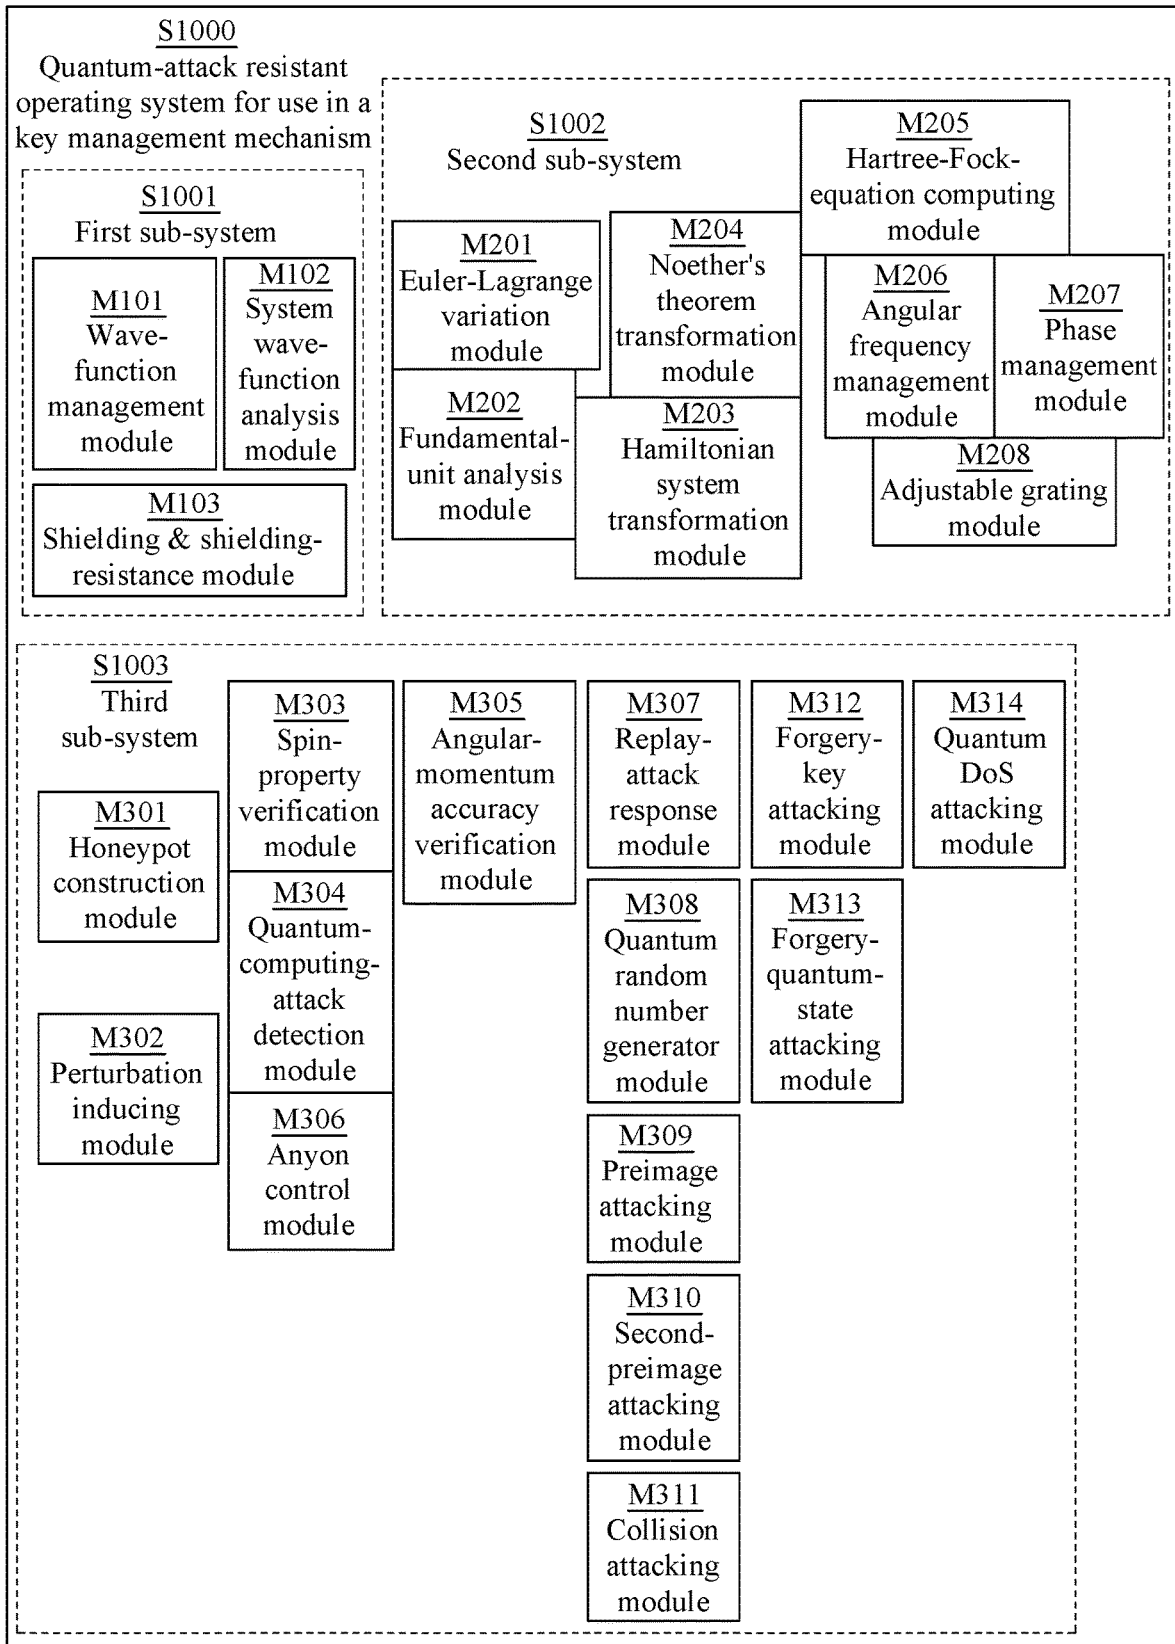 S1000
Quantum-attack resistant
operating system for use in a
key management mechanism
S1001
First sub-system
M101
Wave-
function
management
module
M102
System
wave-
function
analysis
module
M103
Shielding & shielding-
resistance module
S1002
Second sub-system
M201
Euler-Lagrange
variation
module
M202
Fundamental-
unit analysis
module
M204
Noether's
theorem
transformation
module
M203
Hamiltonian
system
transformation
module
M205
Hartree-Fock-
equation computing
module
M206
Angular
frequency
management
module
M207
Phase
management
module
M208
Adjustable grating
module
S1003
Third
sub-system
M301
Honeypot
construction
module
M302
Perturbation
inducing
module
M303
Spin-
property
verification
module
M304
Quantum-
computing-
attack
detection
module
M306
Anyon
control
module
M305
Angular-
momentum
accuracy
verification
module
M307
Replay-
attack
response
module
M308
Quantum
random
number
generator
module
M309
Preimage
attacking
module
M310
Second-
preimage
attacking
module
M311
Collision
attacking
module
M312
Forgery-
key
attacking
module
M313
Forgery-
quantum-
state
attacking
module
M314
Quantum
DoS
attacking
module